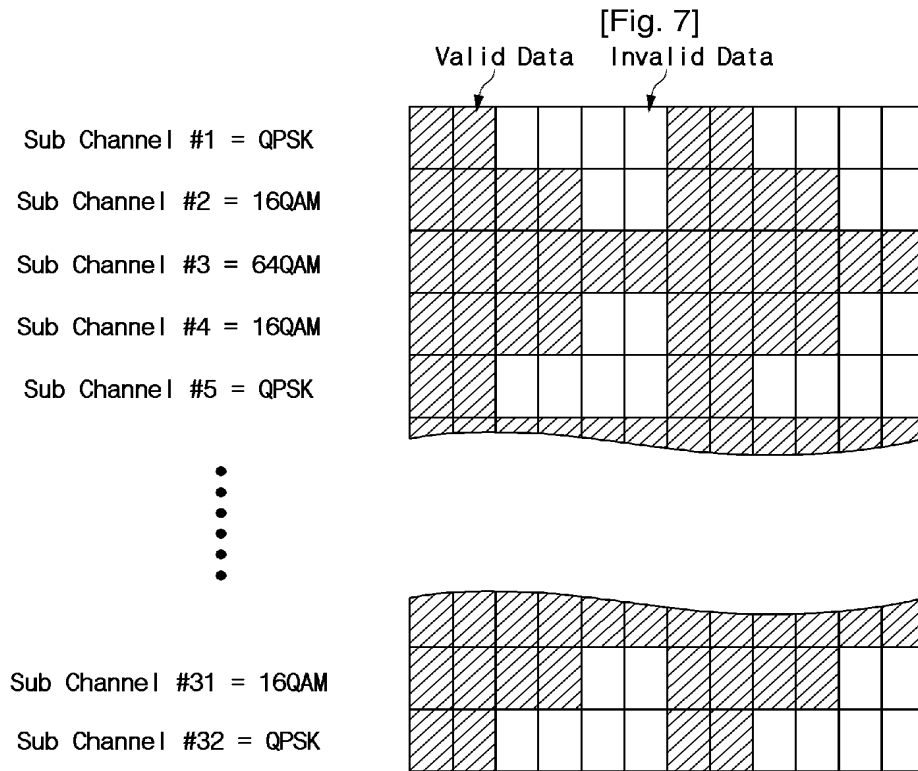 [Fig. 7]
Valid Data Invalid Data
Sub Channel #1 = QPSK
Sub Channel #2 = 16QAM
Sub Channel #3 = 64QAM
Sub Channel #4 = 16QAM
Sub Channel #5 = QPSK
Sub Channel #31 = 16QAM
Sub Channel #32 = QPSK